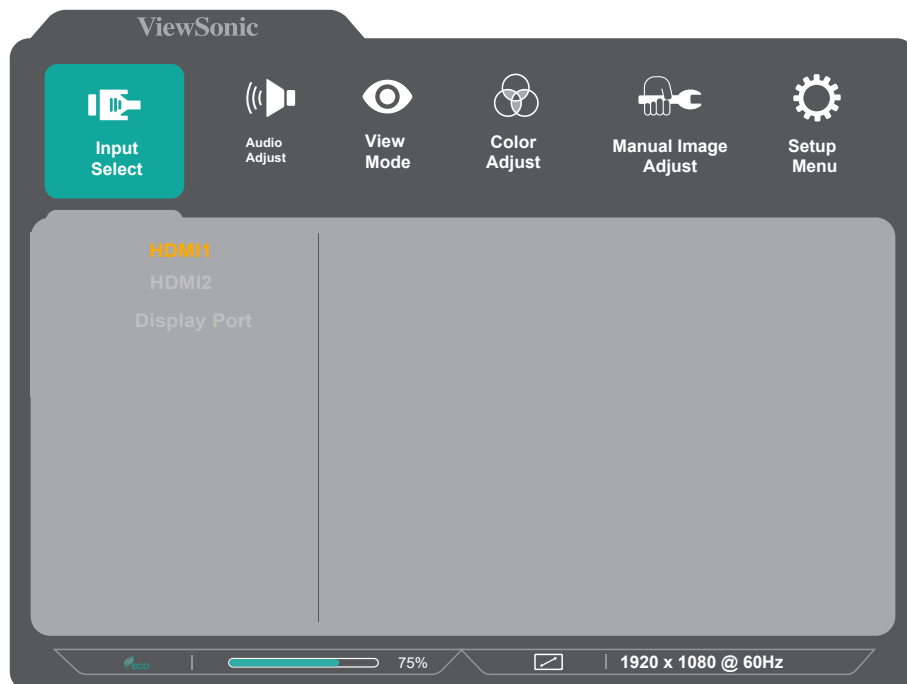 ViewSonic
Input
Select
Audio
Adjust
View
Mode
Color
Adjust
Manual Image
Adjust
Setup
Menu
HDMI1
HDMI2
Display Port
ECO
75%
1920 x 1080 @ 60Hz